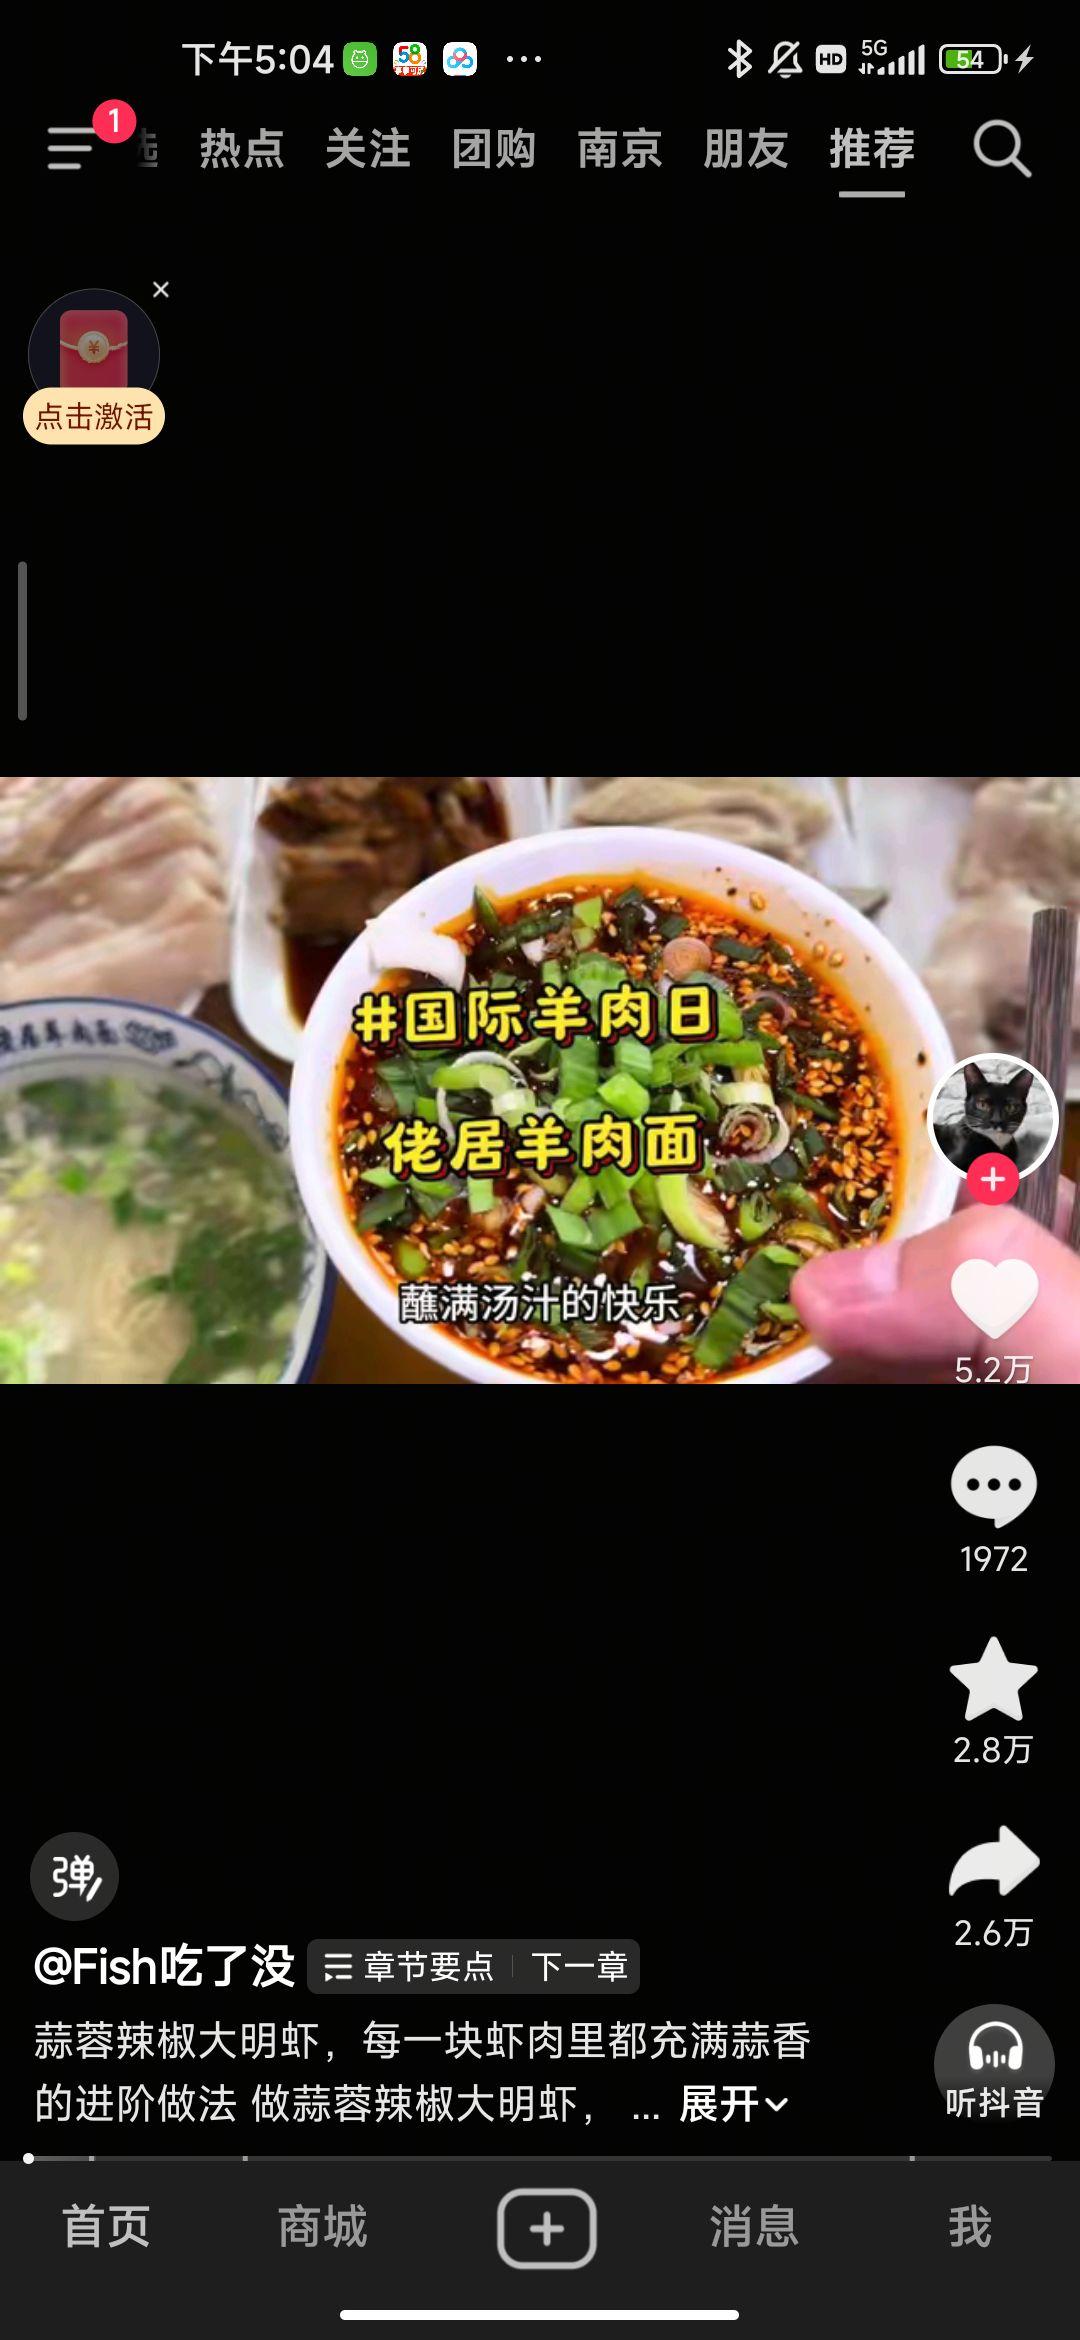 下午5:04
58
HD
5G
54
1
选 热点 关注 团购 南京 朋友 推荐
点击激活
#国际羊肉日
佬居羊肉面
蘸满汤汁的快乐
5.2万
1972
2.8万
2.6万
弹
@Fish吃了没 章节要点 下一章
蒜蓉辣椒大明虾，每一块虾肉里都充满蒜香
的进阶做法 做蒜蓉辣椒大明虾， ... 展开
听抖音
首页 商城 消息 我